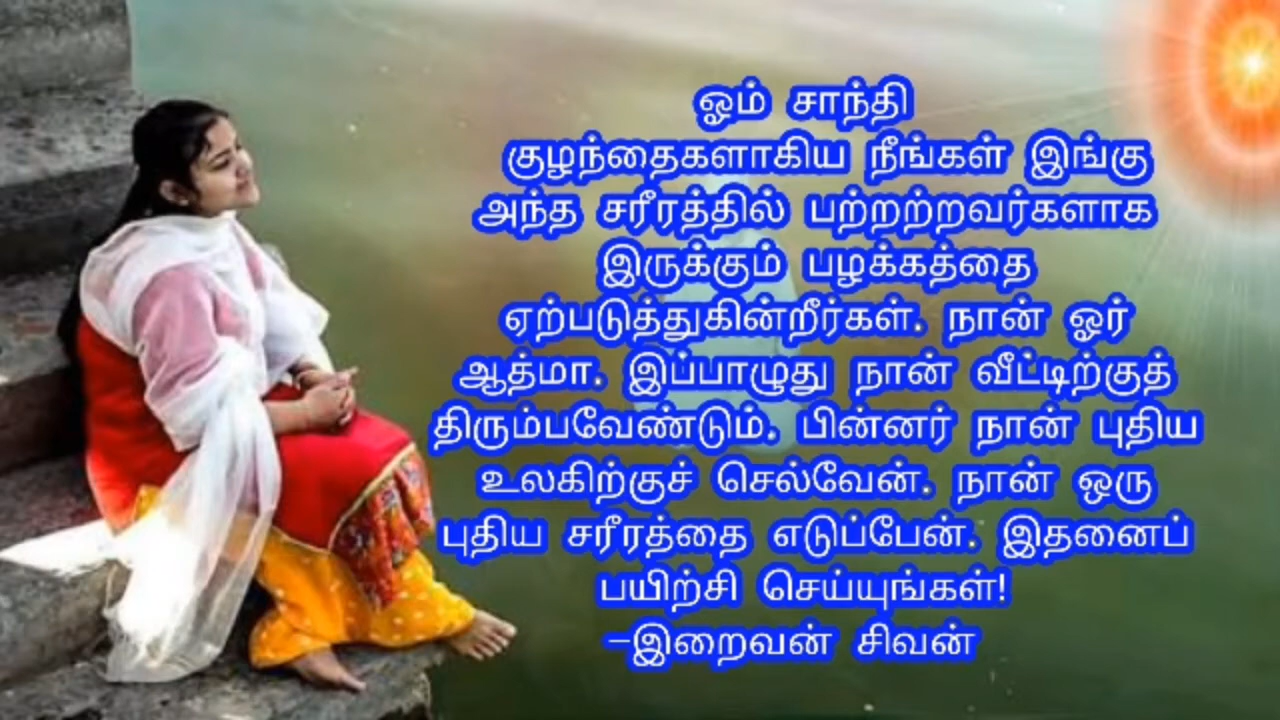 ஓம் சாந்தி
குழந்தைகளாகிய நீங்கள் இங்கு
அந்த சரீரத்தில் பற்றற்றவர்களாக
இருக்கும் பழக்கத்தை
ஏற்படுத்துகின்றீர்கள். நான் ஓர்
ஆத்மா. இப்பாழுது நான் வீட்டிற்குத்
திரும்பவேண்டும். பின்னர் நான் புதிய
உலகிற்குச் செல்வேன். நான் ஒரு
புதிய சரீரத்தை எடுப்பேன். இதனைப்
பயிற்சி செய்யுங்கள்!
-இறைவன் சிவன்